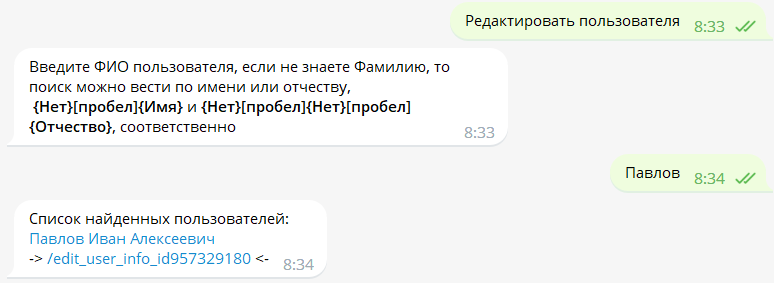 Редактировать пользователя 8:33
Введите ФИО пользователя, если не знаете Фамилию, то
поиск можно вести по имени или отчеству,
{Нет}[пробел]{Имя} и {Нет}[пробел]{Нет}[пробел]
{Отчество}, соответственно
8:33
Павлов 8:34
Список найденных пользователей:
Павлов Иван Алексеевич
-> /edit_user_info_id957329180 <- 8:34